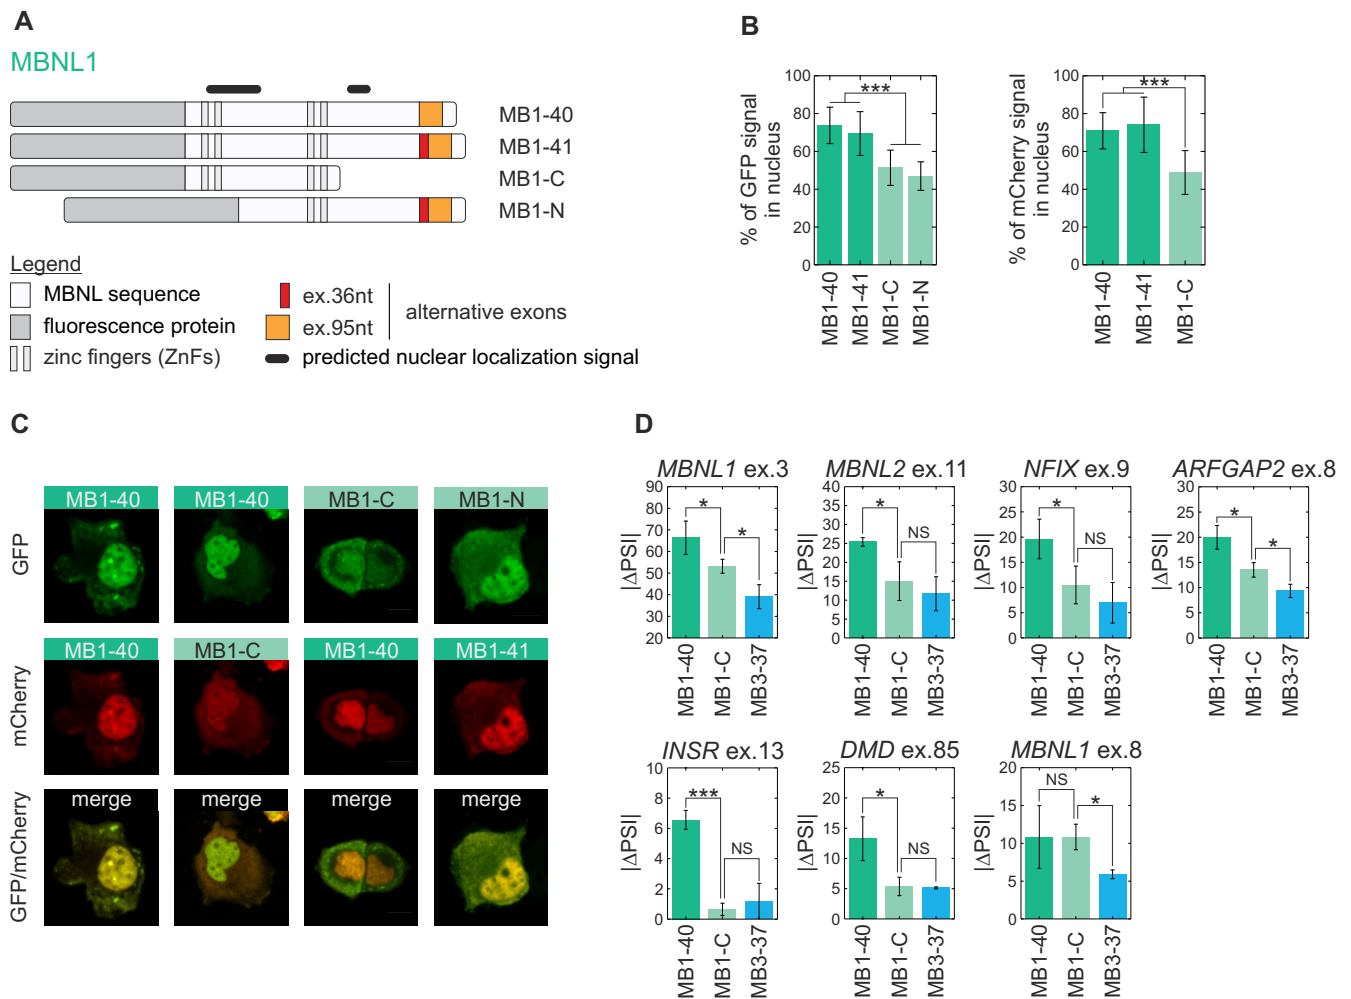 A
MBNL1
MB1-40
MB1-41
MB1-C
MB1-N
Legend
MBNL sequence
fluorescence protein
zinc fingers (ZnFs)
ex.36nt
ex.95nt
alternative exons
predicted nuclear localization signal
B
% of GFP signal
in nucleus
100
80
60
40
20
0
***
MB1-40
MB1-41
MB1-C
MB1-N
% of mCherry signal
in nucleus
100
80
60
40
20
0
***
MB1-40
MB1-41
MB1-C
C
GFP
MB1-40
MB1-40
MB1-C
MB1-N
mCherry
MB1-40
MB1-C
MB1-40
MB1-41
GFP/mCherry
merge
merge
merge
merge
D
MBNL1 ex.3
|ΔPSI|
90
80
70
60
50
40
30
20
*
*
MB1-40
MB1-C
MB3-37
MBNL2 ex.11
|ΔPSI|
40
35
30
25
20
15
10
5
0
*
NS
MB1-40
MB1-C
MB3-37
NFIX ex.9
|ΔPSI|
30
25
20
15
10
5
0
*
NS
MB1-40
MB1-C
MB3-37
ARFGAP2 ex.8
|ΔPSI|
30
25
20
15
10
5
0
*
*
MB1-40
MB1-C
MB3-37
INSR ex.13
|ΔPSI|
10
8
6
4
2
0
***
NS
MB1-40
MB1-C
MB3-37
DMD ex.85
|ΔPSI|
25
20
15
10
5
0
*
NS
MB1-40
MB1-C
MB3-37
MBNL1 ex.8
|ΔPSI|
20
15
10
5
0
NS
*
MB1-40
MB1-C
MB3-37